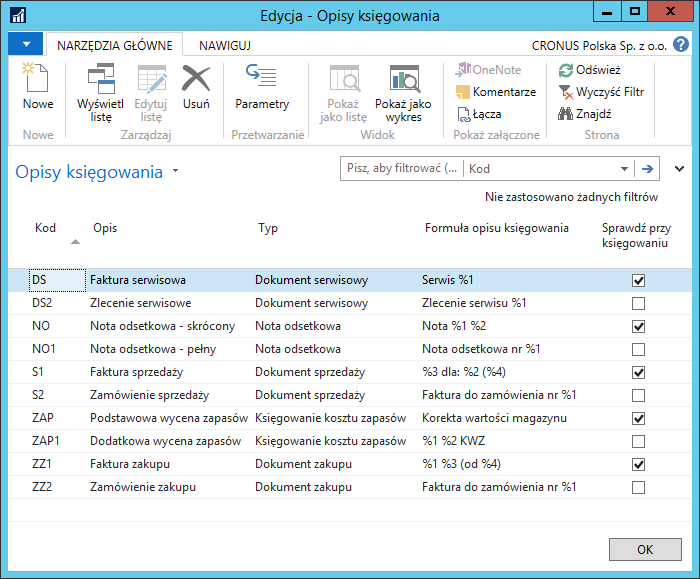 Edycja - Opisy księgowania
NARZĘDZIA GŁÓWNE NAWIGUJ CRONUS Polska Sp. z o.o. ?
Nowe
Wyświetl listę
Edytuj listę
Usuń
Parametry
Pokaż jako listę
Pokaż jako wykres
OneNote
Komentarze
Łącza
Odśwież
Wyczyść Filtr
Znajdź
Nowe Zarządzaj Przetwarzanie Widok Pokaż załączone Strona
Opisy księgowania
Pisz, aby filtrować (... Kod
Nie zastosowano żadnych filtrów
Kod Opis Typ Formuła opisu księgowania Sprawdź przy księgowaniu
DS Faktura serwisowa Dokument serwisowy Serwis %1
DS2 Zlecenie serwisowe Dokument serwisowy Zlecenie serwisu %1
NO Nota odsetkowa - skrócony Nota odsetkowa Nota %1 %2
NO1 Nota odsetkowa - pełny Nota odsetkowa Nota odsetkowa nr %1
S1 Faktura sprzedaży Dokument sprzedaży %3 dla: %2 (%4)
S2 Zamówienie sprzedaży Dokument sprzedaży Faktura do zamówienia nr %1
ZAP Podstawowa wycena zapasów Księgowanie kosztu zapasów Korekta wartości magazynu
ZAP1 Dodatkowa wycena zapasów Księgowanie kosztu zapasów %1 %2 KWZ
ZZ1 Faktura zakupu Dokument zakupu %1 %3 (od %4)
ZZ2 Zamówienie zakupu Dokument zakupu Faktura do zamówienia nr %1
OK